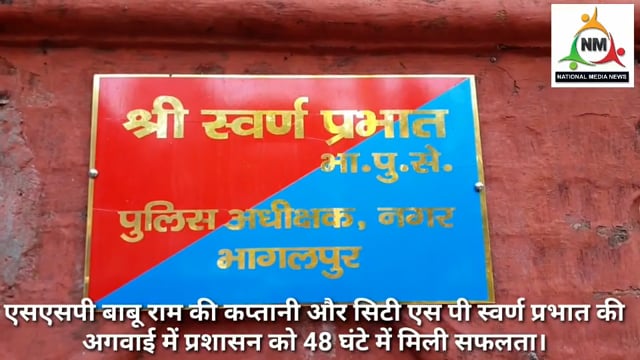 NM
NATIONAL MEDIA NEWS
श्री स्वर्ण प्रभात
भा.पु.से.
पुलिस अधीक्षक, नगर
भागलपुर
एसएसपी बाबू राम की कप्तानी और सिटी एस पी स्वर्ण प्रभात की
अगवाई में प्रशासन को 48 घंटे में मिली सफलता।